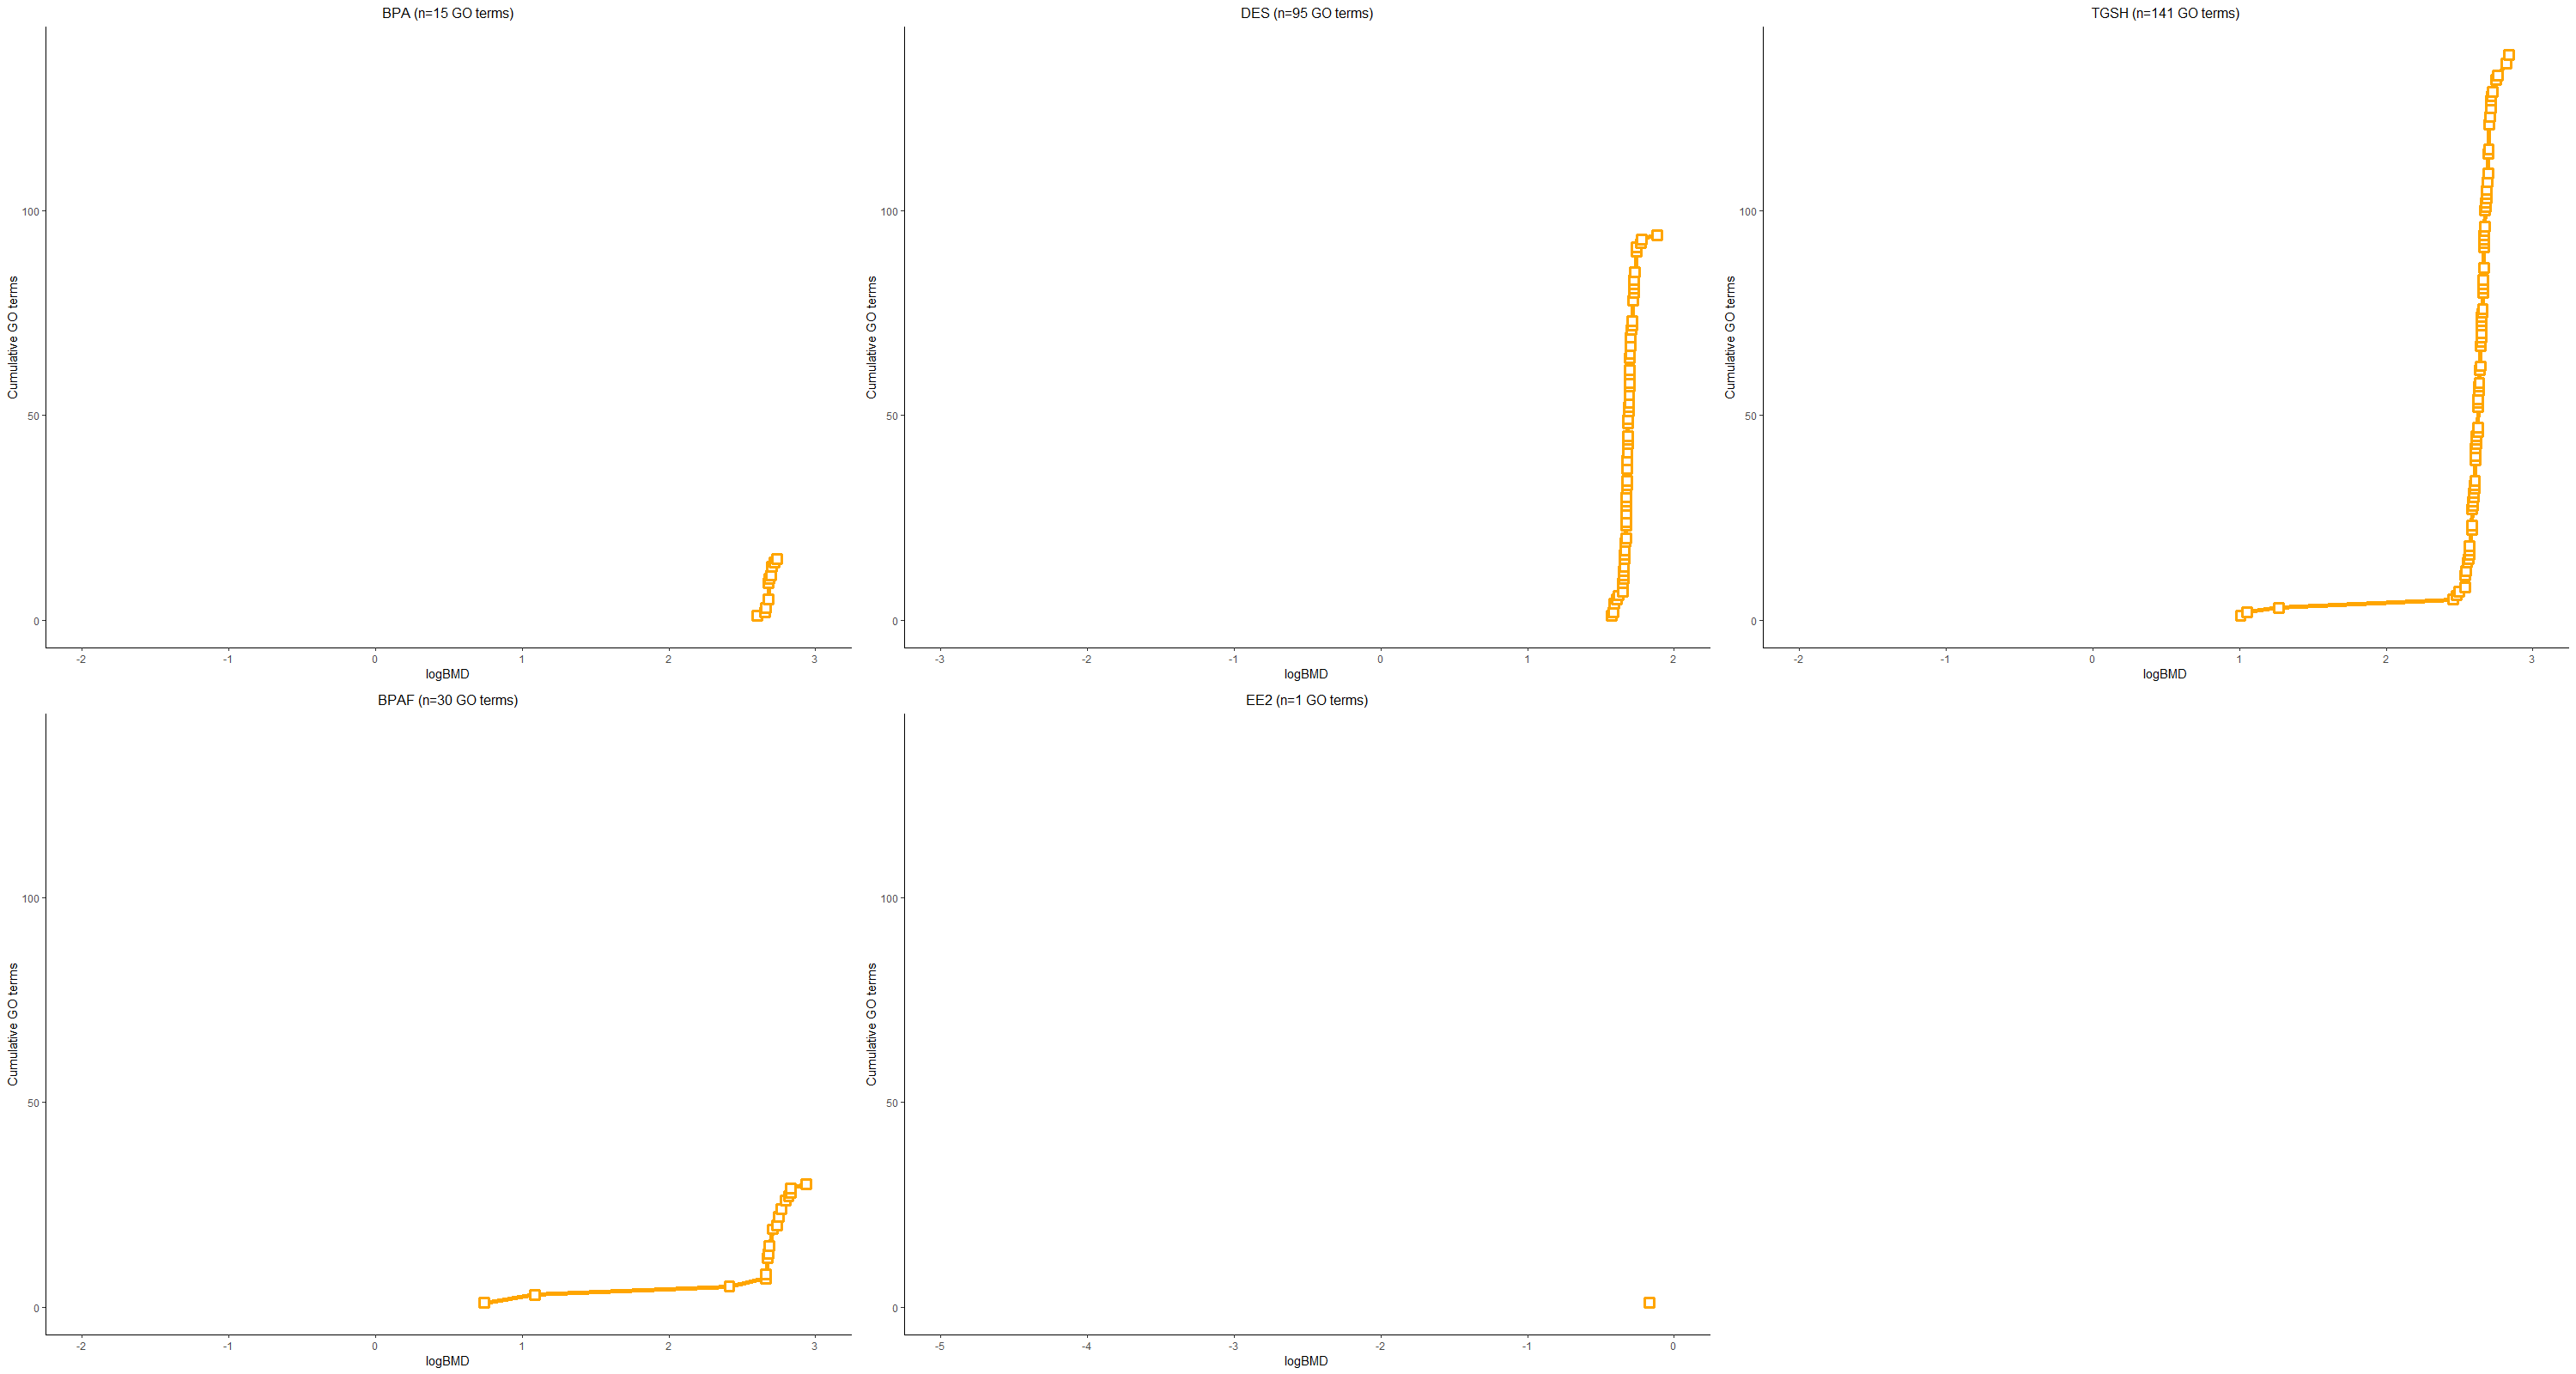 BPA (n=15 GO terms)
Cumulative GO terms
100
50
0
-2 -1 0 1 2 3
logBMD
DES (n=95 GO terms)
Cumulative GO terms
100
50
0
-3 -2 -1 0 1 2
logBMD
TGSH (n=141 GO terms)
Cumulative GO terms
100
50
0
-2 -1 0 1 2 3
logBMD
BPAF (n=30 GO terms)
Cumulative GO terms
100
50
0
-2 -1 0 1 2 3
logBMD
EE2 (n=1 GO terms)
Cumulative GO terms
100
50
0
-5 -4 -3 -2 -1 0
logBMD